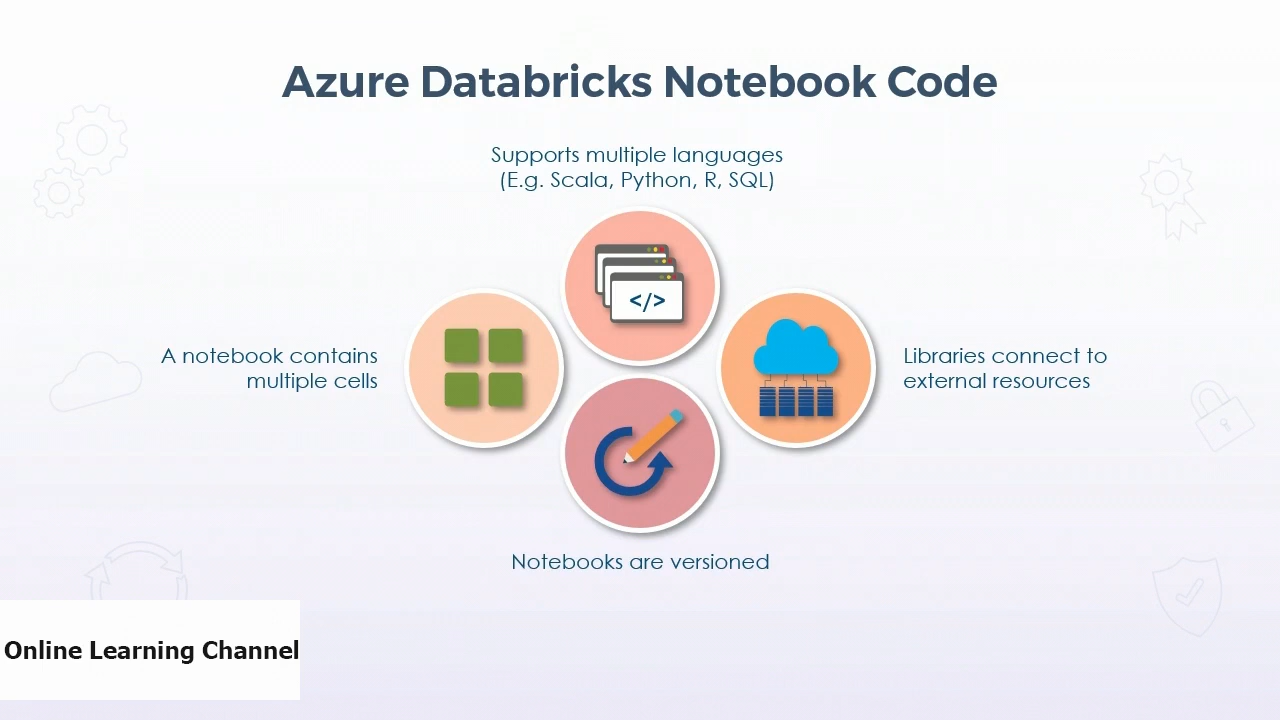 Azure Databricks Notebook Code
Supports multiple languages
(E.g. Scala, Python, R, SQL)
</>
A notebook contains
multiple cells
Libraries connect to
external resources
Notebooks are versioned
Online Learning Channel